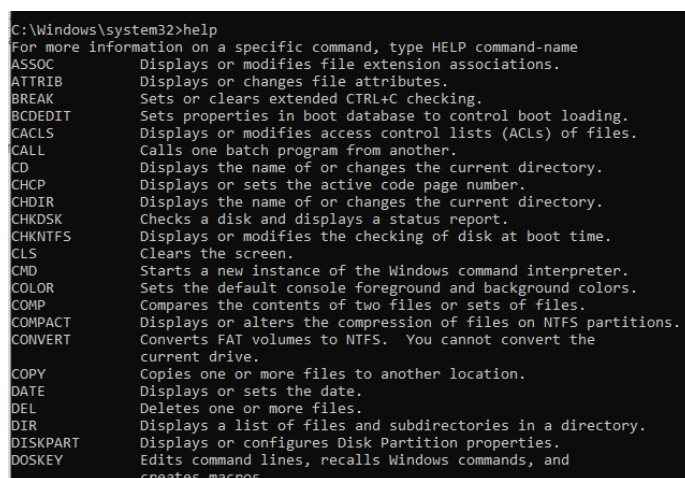 C:\Windows\system32>help
For more information on a specific command, type HELP command-name
ASSOC          Displays or modifies file extension associations.
ATTRIB         Displays or changes file attributes.
BREAK          Sets or clears extended CTRL+C checking.
BCDEDIT        Sets properties in boot database to control boot loading.
CACLS          Displays or modifies access control lists (ACLs) of files.
CALL           Calls one batch program from another.
CD             Displays the name of or changes the current directory.
CHCP           Displays or sets the active code page number.
CHDIR          Displays the name of or changes the current directory.
CHKDSK         Checks a disk and displays a status report.
CHKNTFS        Displays or modifies the checking of disk at boot time.
CLS            Clears the screen.
CMD            Starts a new instance of the Windows command interpreter.
COLOR          Sets the default console foreground and background colors.
COMP           Compares the contents of two files or sets of files.
COMPACT        Displays or alters the compression of files on NTFS partitions.
CONVERT        Converts FAT volumes to NTFS.  You cannot convert the
               current drive.
COPY           Copies one or more files to another location.
DATE           Displays or sets the date.
DEL            Deletes one or more files.
DIR            Displays a list of files and subdirectories in a directory.
DISKPART       Displays or configures Disk Partition properties.
DOSKEY         Edits command lines, recalls Windows commands, and
               creates macros